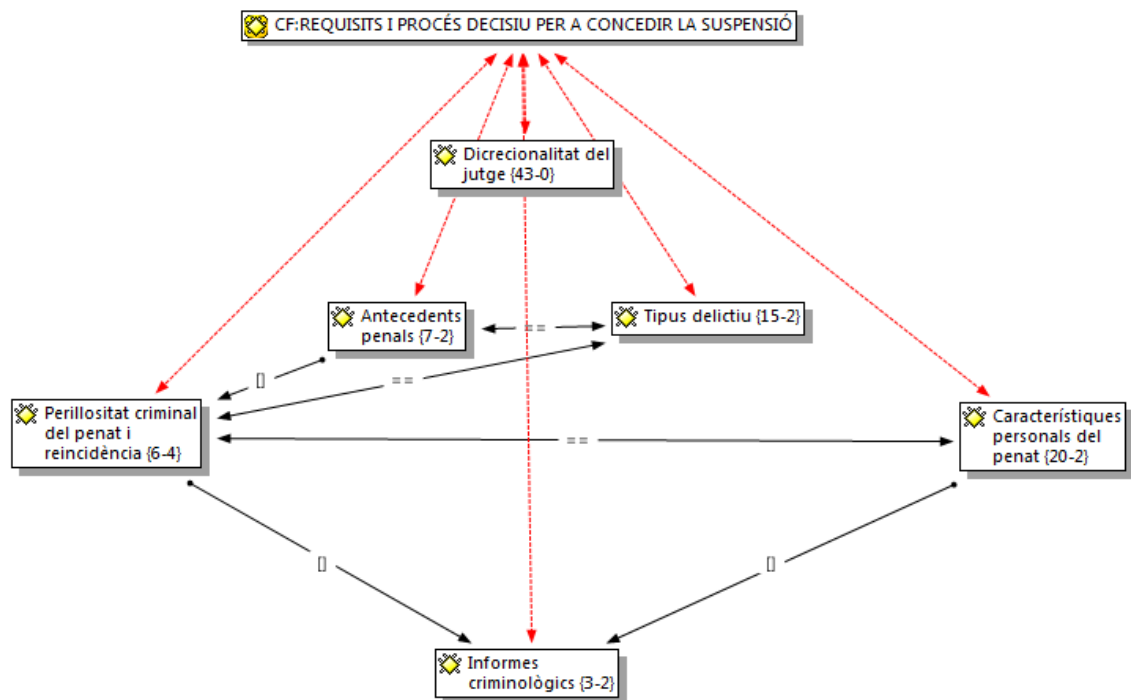 CF:REQUISITS I PROCÉS DECISIU PER A CONCEDIR LA SUSPENSIÓ
Dicrecionalitat del
jutge {43-0}
Antecedents
penals {7-2}
==
Tipus delictiu {15-2}
[]
==
Perillositat criminal
del penat i
reincidència {6-4}
==
Característiques
personals del
penat {20-2}
[]
[]
Informes
criminològics {3-2}